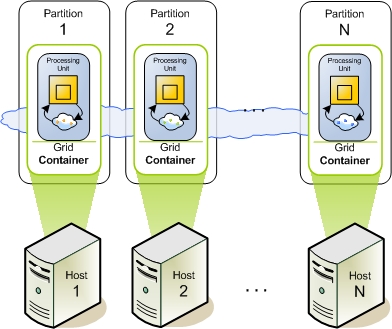 Partition
1
Processing
Unit
Grid
Container
Host
1
Partition
2
Processing
Unit
Grid
Container
Host
2
....
...
Partition
N
Processing
Unit
Grid
Container
Host
N